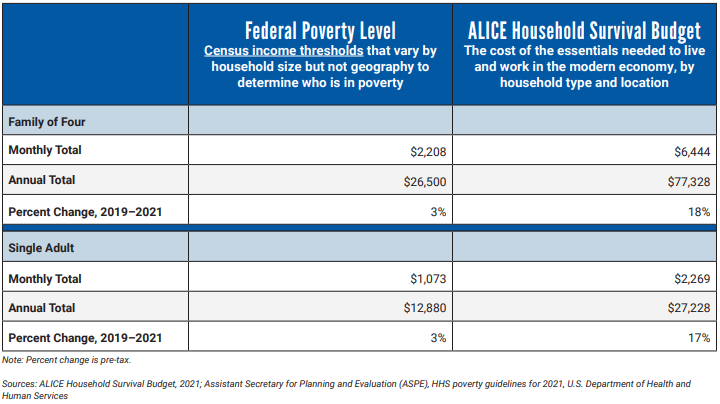 Federal Poverty Level
Census income thresholds that vary by
household size but not geography to
determine who is in poverty
ALICE Household Survival Budget
The cost of the essentials needed to live
and work in the modern economy, by
household type and location
Family of Four
Monthly Total $2,208 $6,444
Annual Total $26,500 $77,328
Percent Change, 2019–2021 3% 18%
Single Adult
Monthly Total $1,073 $2,269
Annual Total $12,880 $27,228
Percent Change, 2019–2021 3% 17%
Note: Percent change is pre-tax.
Sources: ALICE Household Survival Budget, 2021; Assistant Secretary for Planning and Evaluation (ASPE), HHS poverty guidelines for 2021, U.S. Department of Health and
Human Services